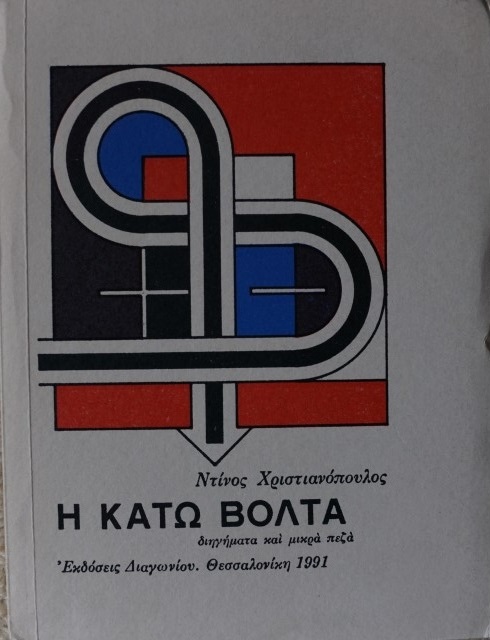 Ντίνος Χριστιανόπουλος
Η ΚΑΤΩ ΒΟΛΤΑ
διηγήματα καὶ μικρὰ πεζὰ
Ἐκδόσεις Διαγωνίου. Θεσσαλονίκη 1991